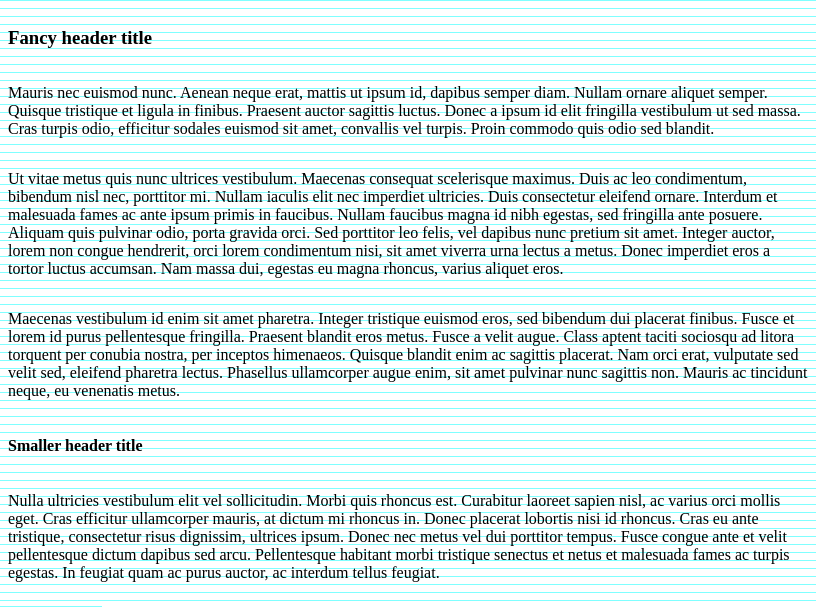 Fancy header title
Mauris nec euismod nunc. Aenean neque erat, mattis ut ipsum id, dapibus semper diam. Nullam ornare aliquet semper.
Quisque tristique et ligula in finibus. Praesent auctor sagittis luctus. Donec a ipsum id elit fringilla vestibulum ut sed massa.
Cras turpis odio, efficitur sodales euismod sit amet, convallis vel turpis. Proin commodo quis odio sed blandit.
Ut vitae metus quis nunc ultrices vestibulum. Maecenas consequat scelerisque maximus. Duis ac leo condimentum,
bibendum nisl nec, porttitor mi. Nullam iaculis elit nec imperdiet ultricies. Duis consectetur eleifend ornare. Interdum et
malesuada fames ac ante ipsum primis in faucibus. Nullam faucibus magna id nibh egestas, sed fringilla ante posuere.
Aliquam quis pulvinar odio, porta gravida orci. Sed porttitor leo felis, vel dapibus nunc pretium sit amet. Integer auctor,
lorem non congue hendrerit, orci lorem condimentum nisi, sit amet viverra urna lectus a metus. Donec imperdiet eros a
tortor luctus accumsan. Nam massa dui, egestas eu magna rhoncus, varius aliquet eros.
Maecenas vestibulum id enim sit amet pharetra. Integer tristique euismod eros, sed bibendum dui placerat finibus. Fusce et
lorem id purus pellentesque fringilla. Praesent blandit eros metus. Fusce a velit augue. Class aptent taciti sociosqu ad litora
torquent per conubia nostra, per inceptos himenaeos. Quisque blandit enim ac sagittis placerat. Nam orci erat, vulputate sed
velit sed, eleifend pharetra lectus. Phasellus ullamcorper augue enim, sit amet pulvinar nunc sagittis non. Mauris ac tincidunt
neque, eu venenatis metus.
Smaller header title
Nulla ultricies vestibulum elit vel sollicitudin. Morbi quis rhoncus est. Curabitur laoreet sapien nisl, ac varius orci mollis
eget. Cras efficitur ullamcorper mauris, at dictum mi rhoncus in. Donec placerat lobortis nisi id rhoncus. Cras eu ante
tristique, consectetur risus dignissim, ultrices ipsum. Donec nec metus vel dui porttitor tempus. Fusce congue ante et velit
pellentesque dictum dapibus sed arcu. Pellentesque habitant morbi tristique senectus et netus et malesuada fames ac turpis
egestas. In feugiat quam ac purus auctor, ac interdum tellus feugiat.